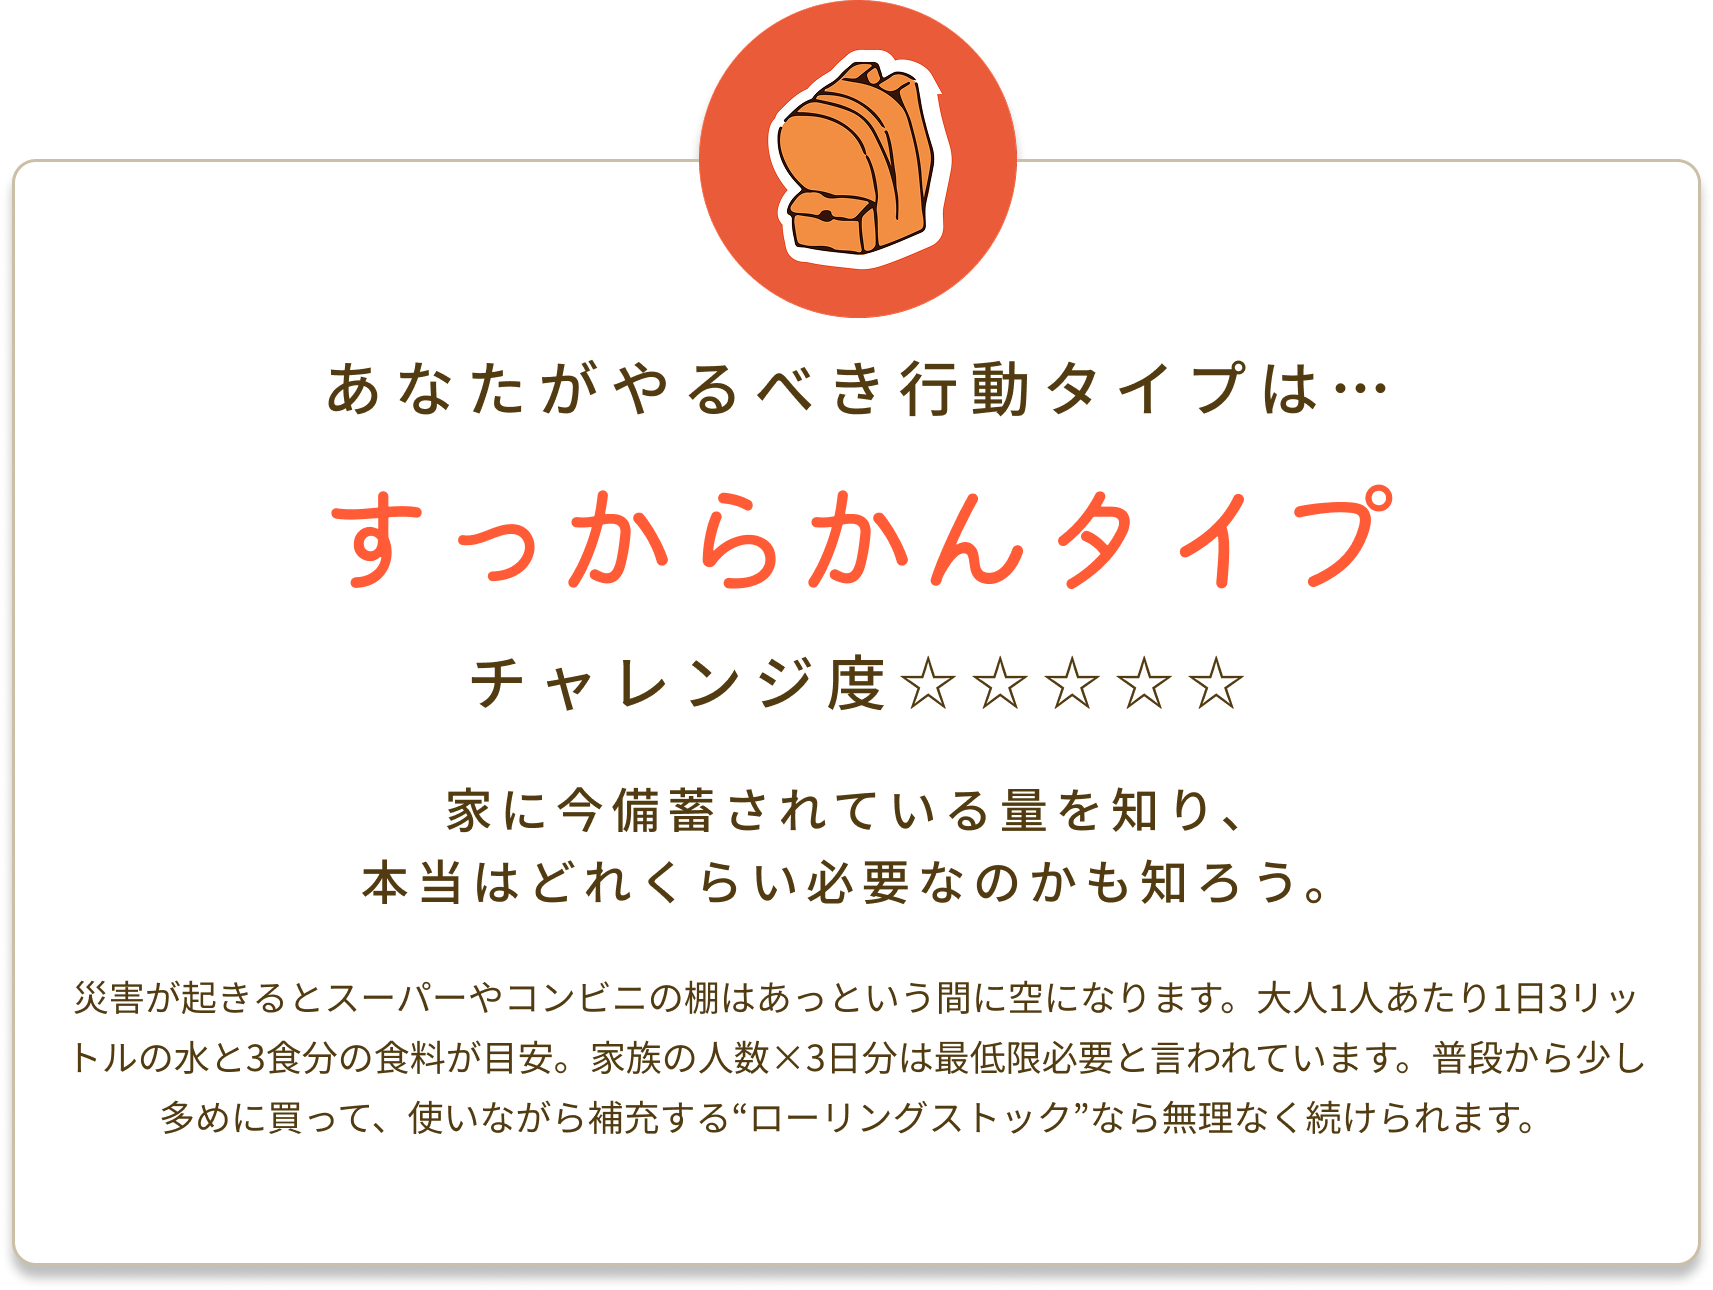 あなたがやるべき行動タイプは…
すっからかんタイプ
チャレンジ度☆☆☆☆☆
家に今備蓄されている量を知り、
本当はどれくらい必要なのかも知ろう。
災害が起きるとスーパーやコンビニの棚はあっという間に空になります。大人1人あたり1日3リッ
トルの水と3食分の食料が目安。家族の人数×3日分は最低限必要と言われています。普段から少し
多めに買って、使いながら補充する“ローリングストック”なら無理なく続けられます。